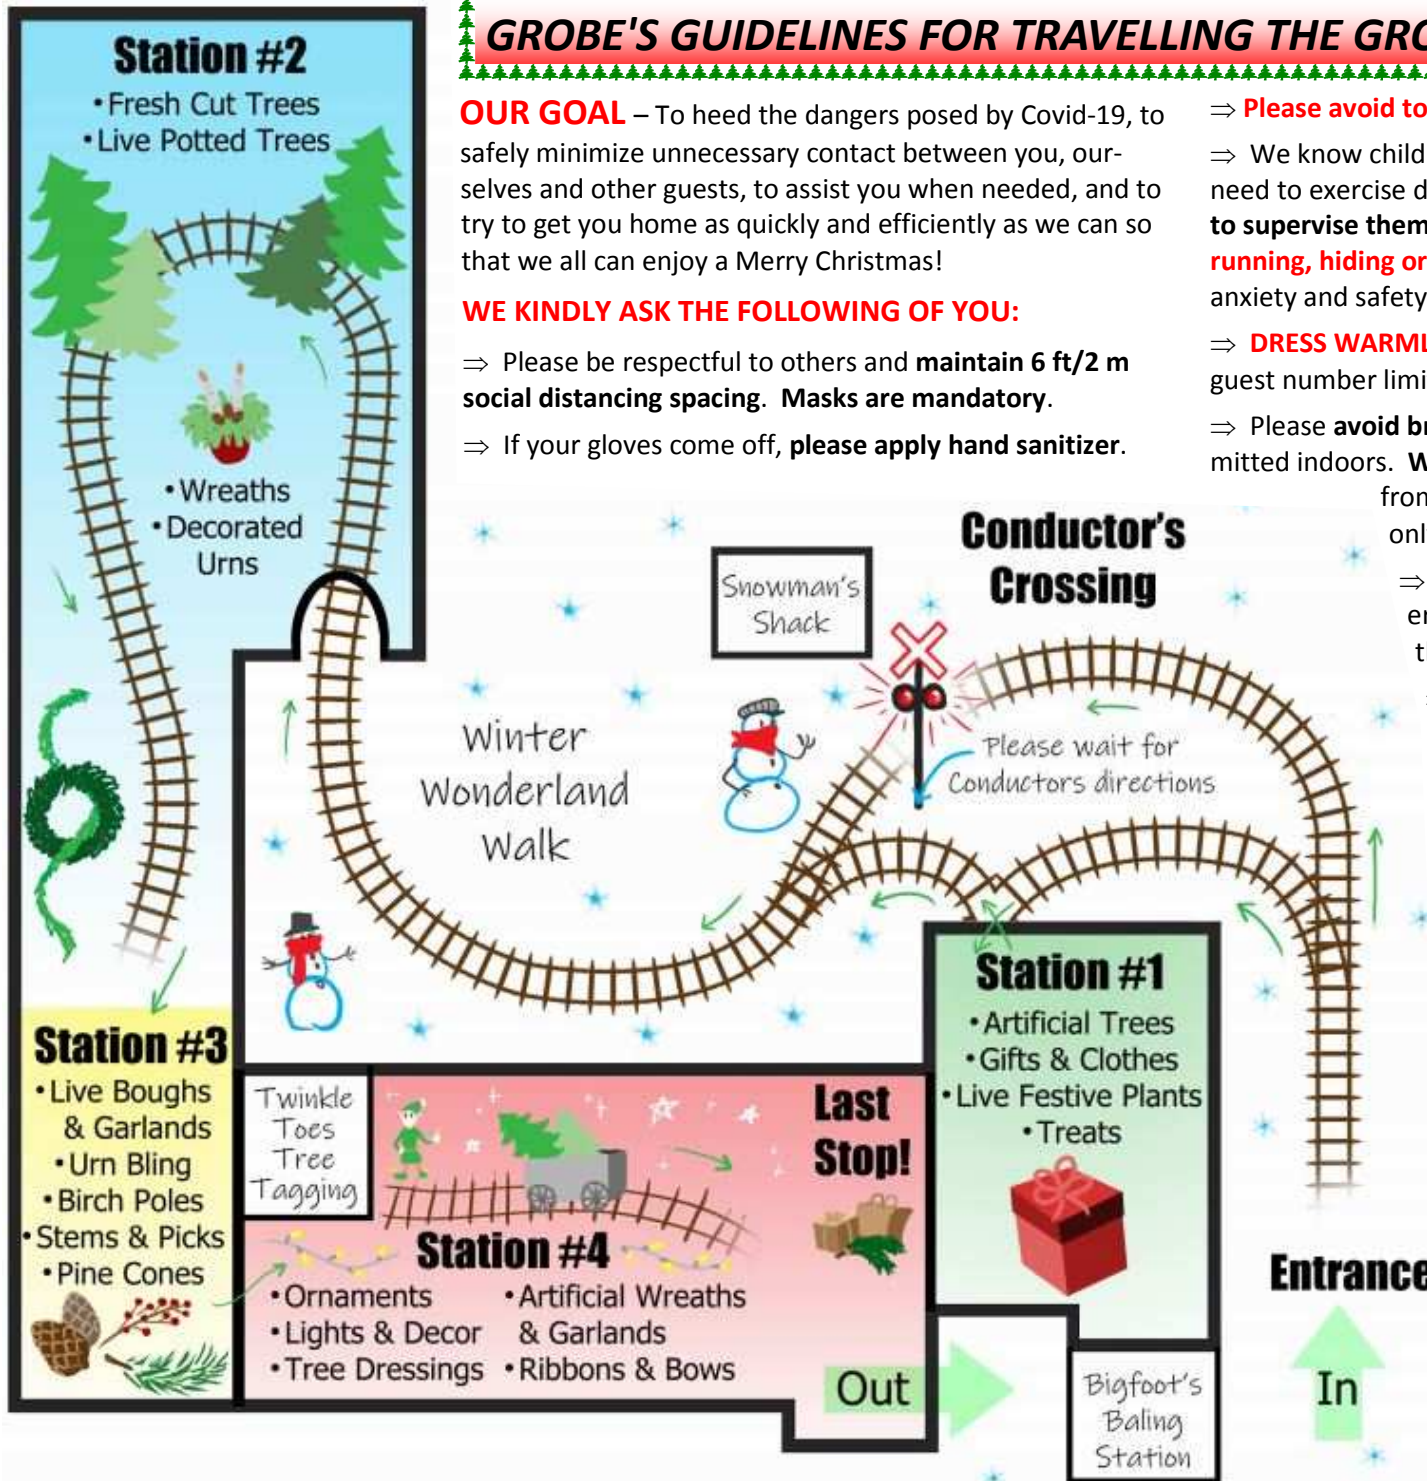 GROBE'S GUIDELINES FOR TRAVELLING THE GRO
OUR GOAL – To heed the dangers posed by Covid-19, to
safely minimize unnecessary contact between you, our-
selves and other guests, to assist you when needed, and to
try to get you home as quickly and efficiently as we can so
that we all can enjoy a Merry Christmas!
WE KINDLY ASK THE FOLLOWING OF YOU:
⇒ Please be respectful to others and maintain 6 ft/2 m
social distancing spacing. Masks are mandatory.
⇒ If your gloves come off, please apply hand sanitizer.
⇒ Please avoid to
⇒ We know child
need to exercise d
to supervise them
running, hiding or
anxiety and safety
⇒ DRESS WARML
guest number limi
⇒ Please avoid br
mitted indoors. W
from
onl
⇒
er
t
Station #2
• Fresh Cut Trees
• Live Potted Trees
• Wreaths
• Decorated
Urns
Snowman's
Shack
Conductor's
Crossing
Please wait for
Conductors directions
Winter
Wonderland
Walk
Station #1
• Artificial Trees
• Gifts & Clothes
• Live Festive Plants
• Treats
Station #3
• Live Boughs
& Garlands
• Urn Bling
• Birch Poles
• Stems & Picks
• Pine Cones
Twinkle
Toes
Tree
Tagging
Last
Stop!
Station #4
• Ornaments
• Lights & Decor
• Tree Dressings
• Artificial Wreaths
& Garlands
• Ribbons & Bows
Out
Bigfoot's
Baling
Station
Entrance
In